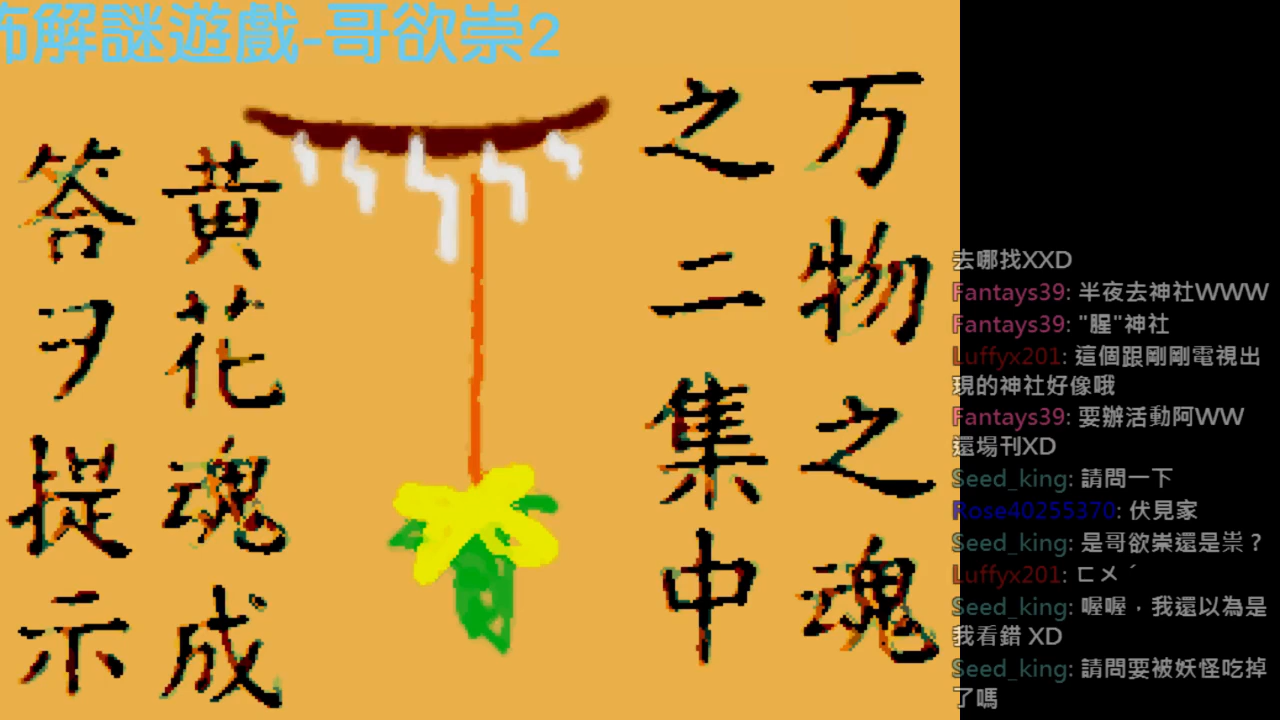 怖解謎遊戲-哥欲崇2
万物之魂
之二集中
黄花魂成
答ヲ提示
去哪找XXD
Fantays39: 半夜去神社WWW
Fantays39: "腥"神社
Luffyx201: 這個跟剛剛電視出
現的神社好像哦
Fantays39: 要辦活動阿WW
還場刊XD
Seed_king: 請問一下
Rose40255370: 伏見家
Seed_king: 是哥欲崇還是祟？
Luffyx201: ㄈㄨˊ
Seed_king: 喔喔，我還以為是
我看錯 XD
Seed_king: 請問要被妖怪吃掉
了嗎